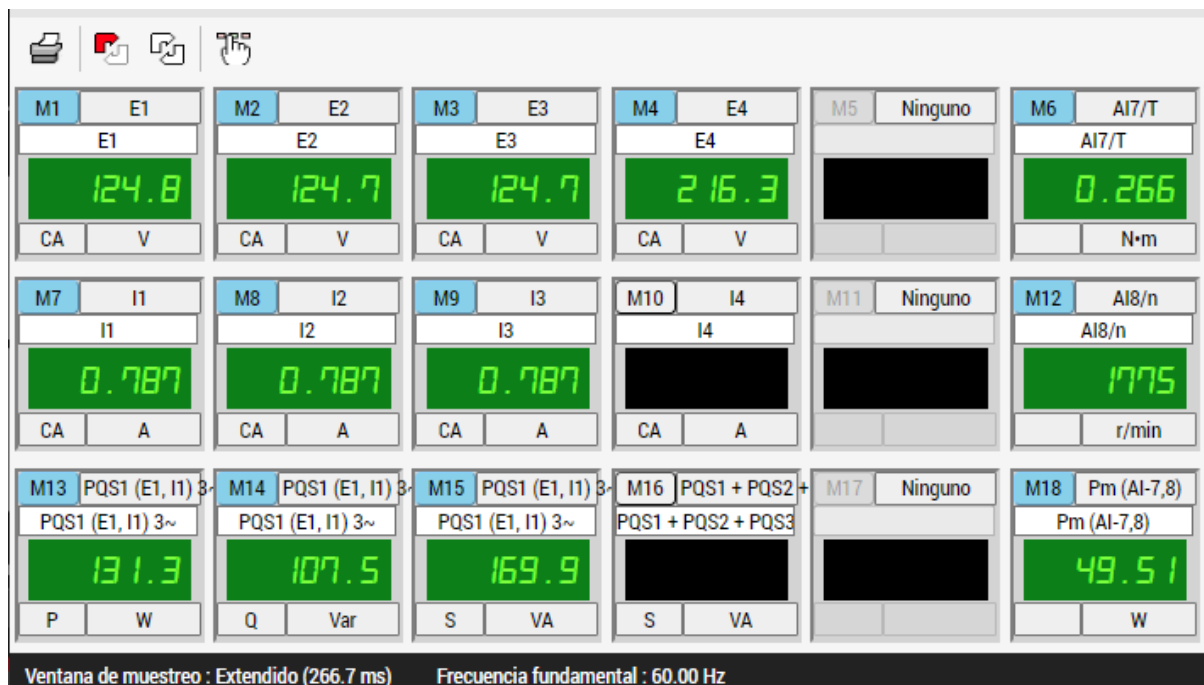 M1 E1 M2 E2 M3 E3 M4 E4 M5 Ninguno M6 AI7/T
E1 E2 E3 E4 AI7/T
124.8 124.7 124.7 216.3 0.266
CA V CA V CA V CA V N•m
M7 I1 M8 I2 M9 I3 M10 I4 M11 Ninguno M12 AI8/n
I1 I2 I3 I4 AI8/n
0.787 0.787 0.787 1775
CA A CA A CA A CA A r/min
M13 PQS1 (E1, I1) 3~ M14 PQS1 (E1, I1) 3~ M15 PQS1 (E1, I1) 3~ M16 PQS1 + PQS2 + M17 Ninguno M18 Pm (AI-7,8)
PQS1 (E1, I1) 3~ PQS1 (E1, I1) 3~ PQS1 (E1, I1) 3~ PQS1 + PQS2 + PQS3 Pm (AI-7,8)
131.3 107.5 169.9 49.51
P W Q Var S VA S VA W
Ventana de muestreo : Extendido (266.7 ms) Frecuencia fundamental : 60.00 Hz